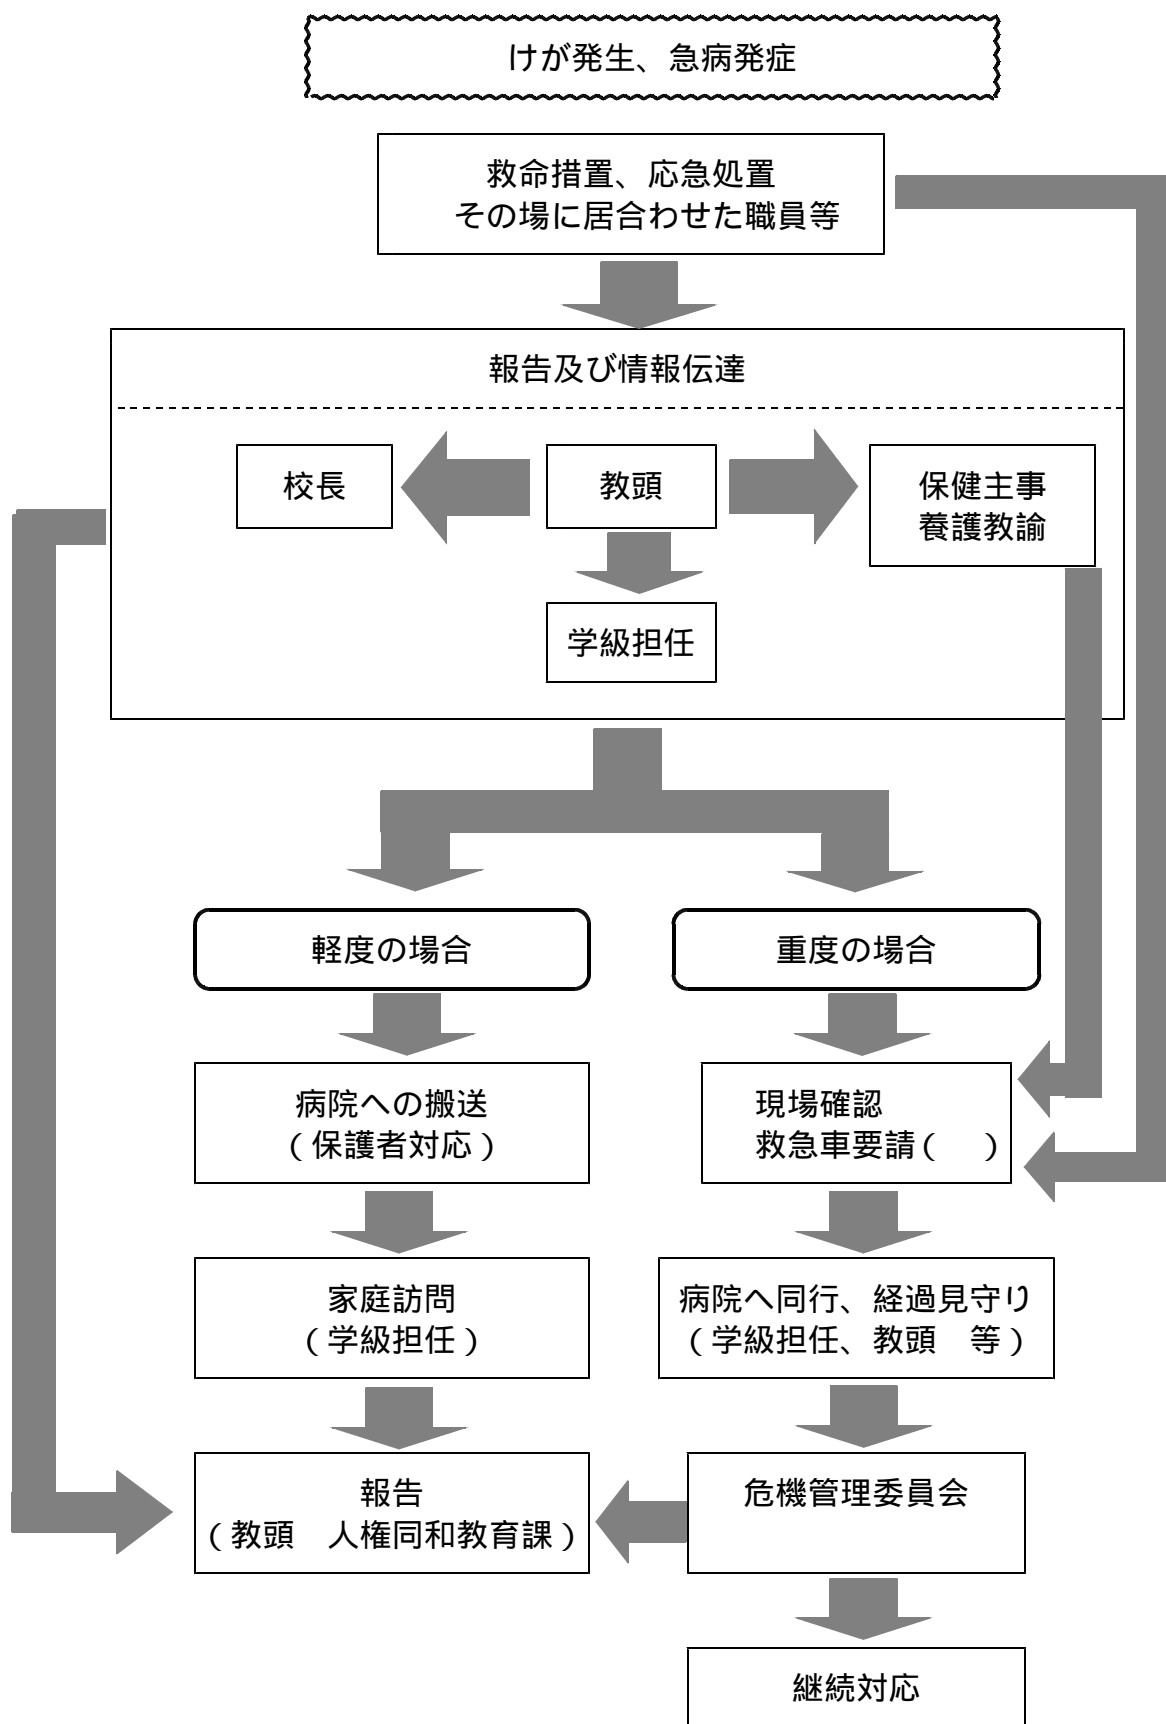 けが発生、急病発症
救命措置、応急処置
その場に居合わせた職員等
報告及び情報伝達
校長
教頭
保健主事
養護教諭
学級担任
軽度の場合
重度の場合
病院への搬送
（保護者対応）
現場確認
救急車要請（　）
家庭訪問
（学級担任）
病院へ同行、経過見守り
（学級担任、教頭　等）
報告
（教頭　人権同和教育課）
危機管理委員会
継続対応